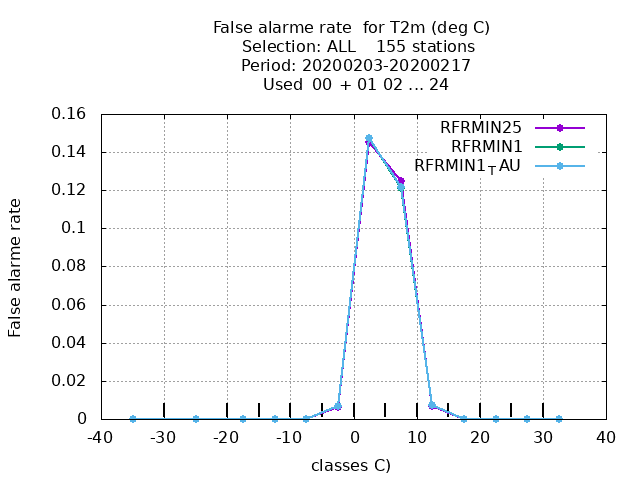 False alarme rate  for T2m (deg C)
Selection: ALL    155 stations
Period: 20200203-20200217
Used  00  + 01 02 ... 24
RFRMIN25
RFRMIN1
RFRMIN1TAU
False alarme rate
0.16
0.14
0.12
0.1
0.08
0.06
0.04
0.02
0
-40 -30 -20 -10 0 10 20 30 40
classes C)